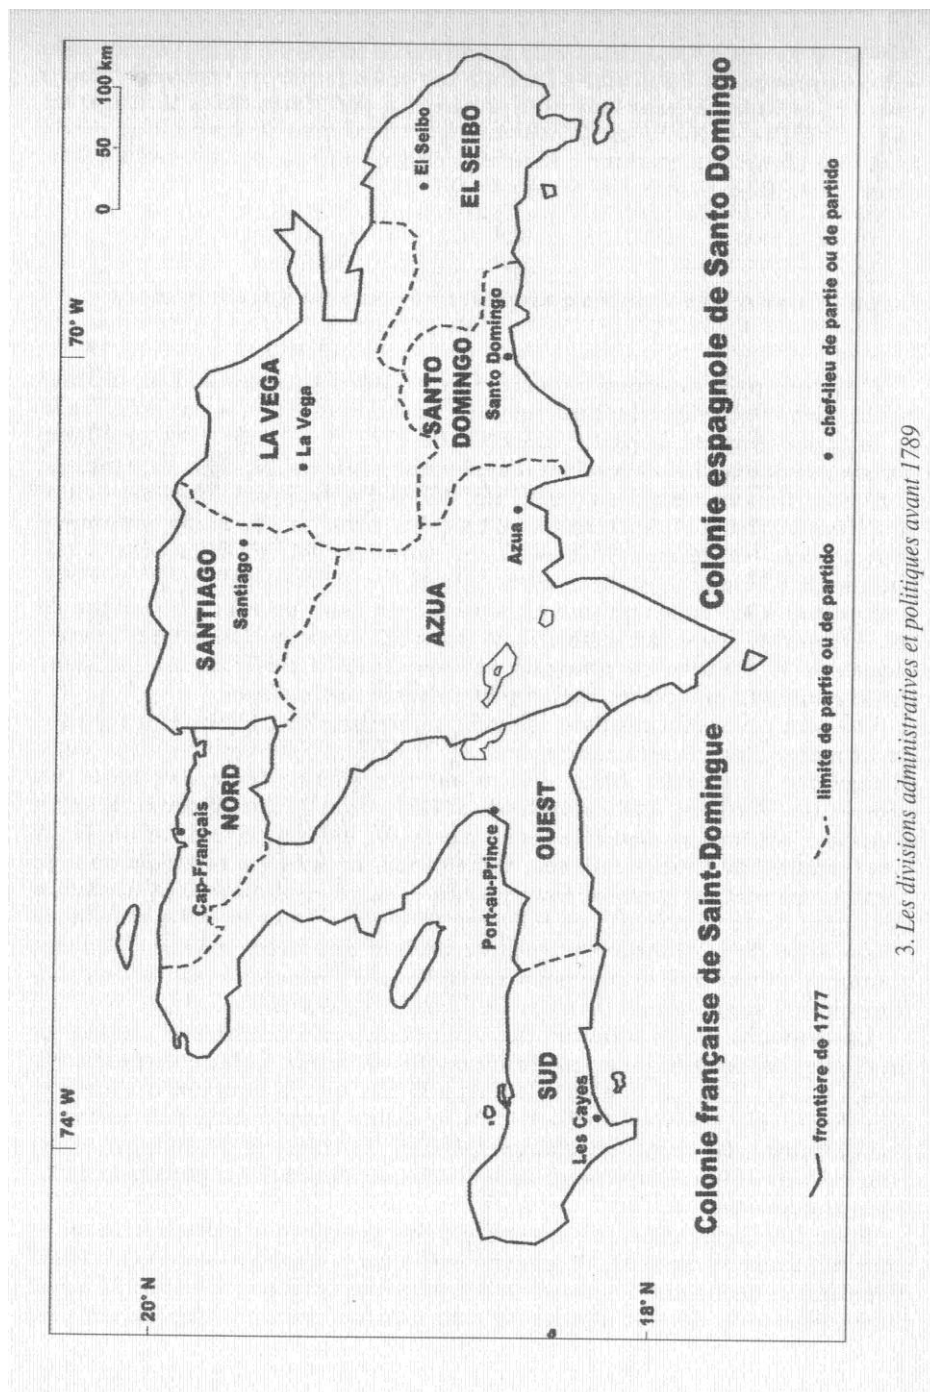 74° W
70° W
0 50 100 km
20° N
18° N
Cap-Français
NORD
SANTIAGO
Santiago
LA VEGA
La Vega
El Seibo
EL SEIBO
SANTO
DOMINGO
Santo Domingo
AZUA
Azua
Port-au-Prince
OUEST
SUD
Les Cayes
Colonie française de Saint-Domingue
Colonie espagnole de Santo Domingo
frontière de 1777
limite de partie ou de partido
chef-lieu de partie ou de partido
3. Les divisions administratives et politiques avant 1789